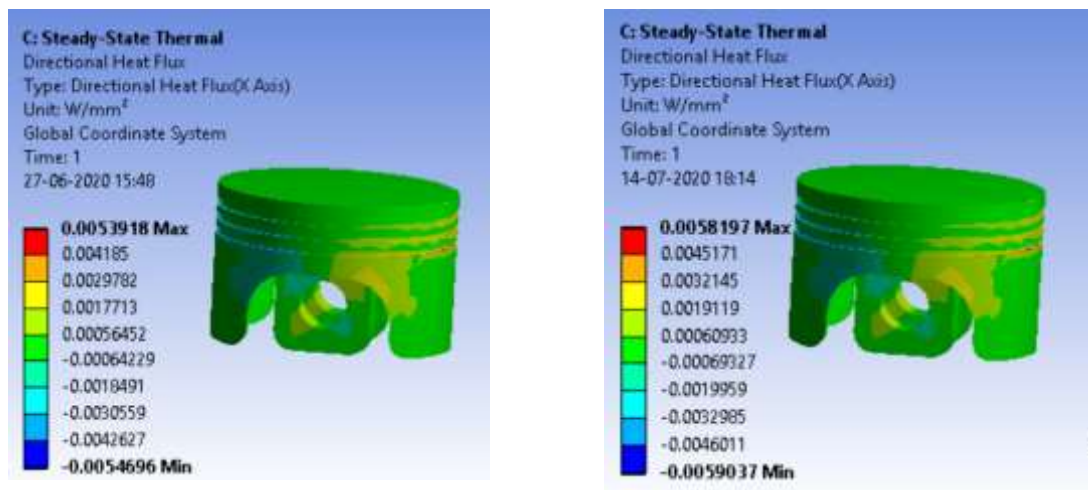 C: Steady-State Thermal
Directional Heat Flux
Type: Directional Heat Flux(X Axis)
Unit: W/mm²
Global Coordinate System
Time: 1
27-06-2020 15:48
0.0053918 Max
0.004185
0.0029782
0.0017713
0.00056452
-0.00064229
-0.0018491
-0.0030559
-0.0042627
-0.0054696 Min
C: Steady-State Thermal
Directional Heat Flux
Type: Directional Heat Flux(X Axis)
Unit: W/mm²
Global Coordinate System
Time: 1
14-07-2020 18:14
0.0058197 Max
0.0045171
0.0032145
0.0019119
0.00060933
-0.00069327
-0.0019959
-0.0032985
-0.0046011
-0.0059037 Min